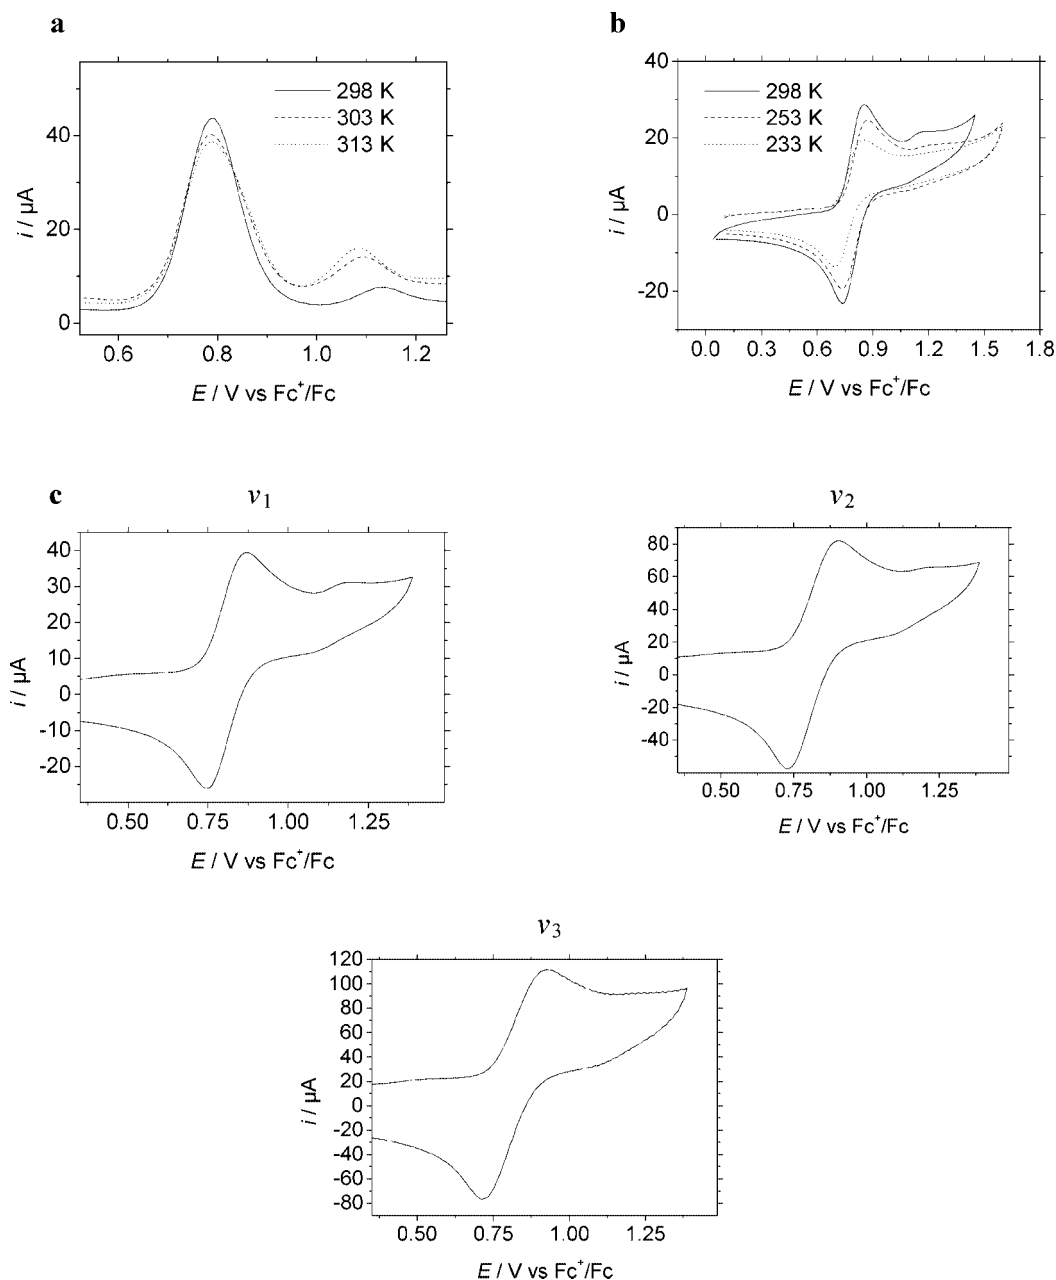 a
298 K
303 K
313 K
40
20
0
0.6 0.8 1.0 1.2
i / µA
E / V vs Fc⁺/Fc
b
298 K
253 K
233 K
40
20
0
-20
0.0 0.3 0.6 0.9 1.2 1.5 1.8
i / µA
E / V vs Fc⁺/Fc
c
v₁
40
30
20
10
0
-10
-20
0.50 0.75 1.00 1.25
i / µA
E / V vs Fc⁺/Fc
v₂
80
60
40
20
0
-20
-40
0.50 0.75 1.00 1.25
i / µA
E / V vs Fc⁺/Fc
v₃
120
100
80
60
40
20
0
-20
-40
-60
-80
0.50 0.75 1.00 1.25
i / µA
E / V vs Fc⁺/Fc